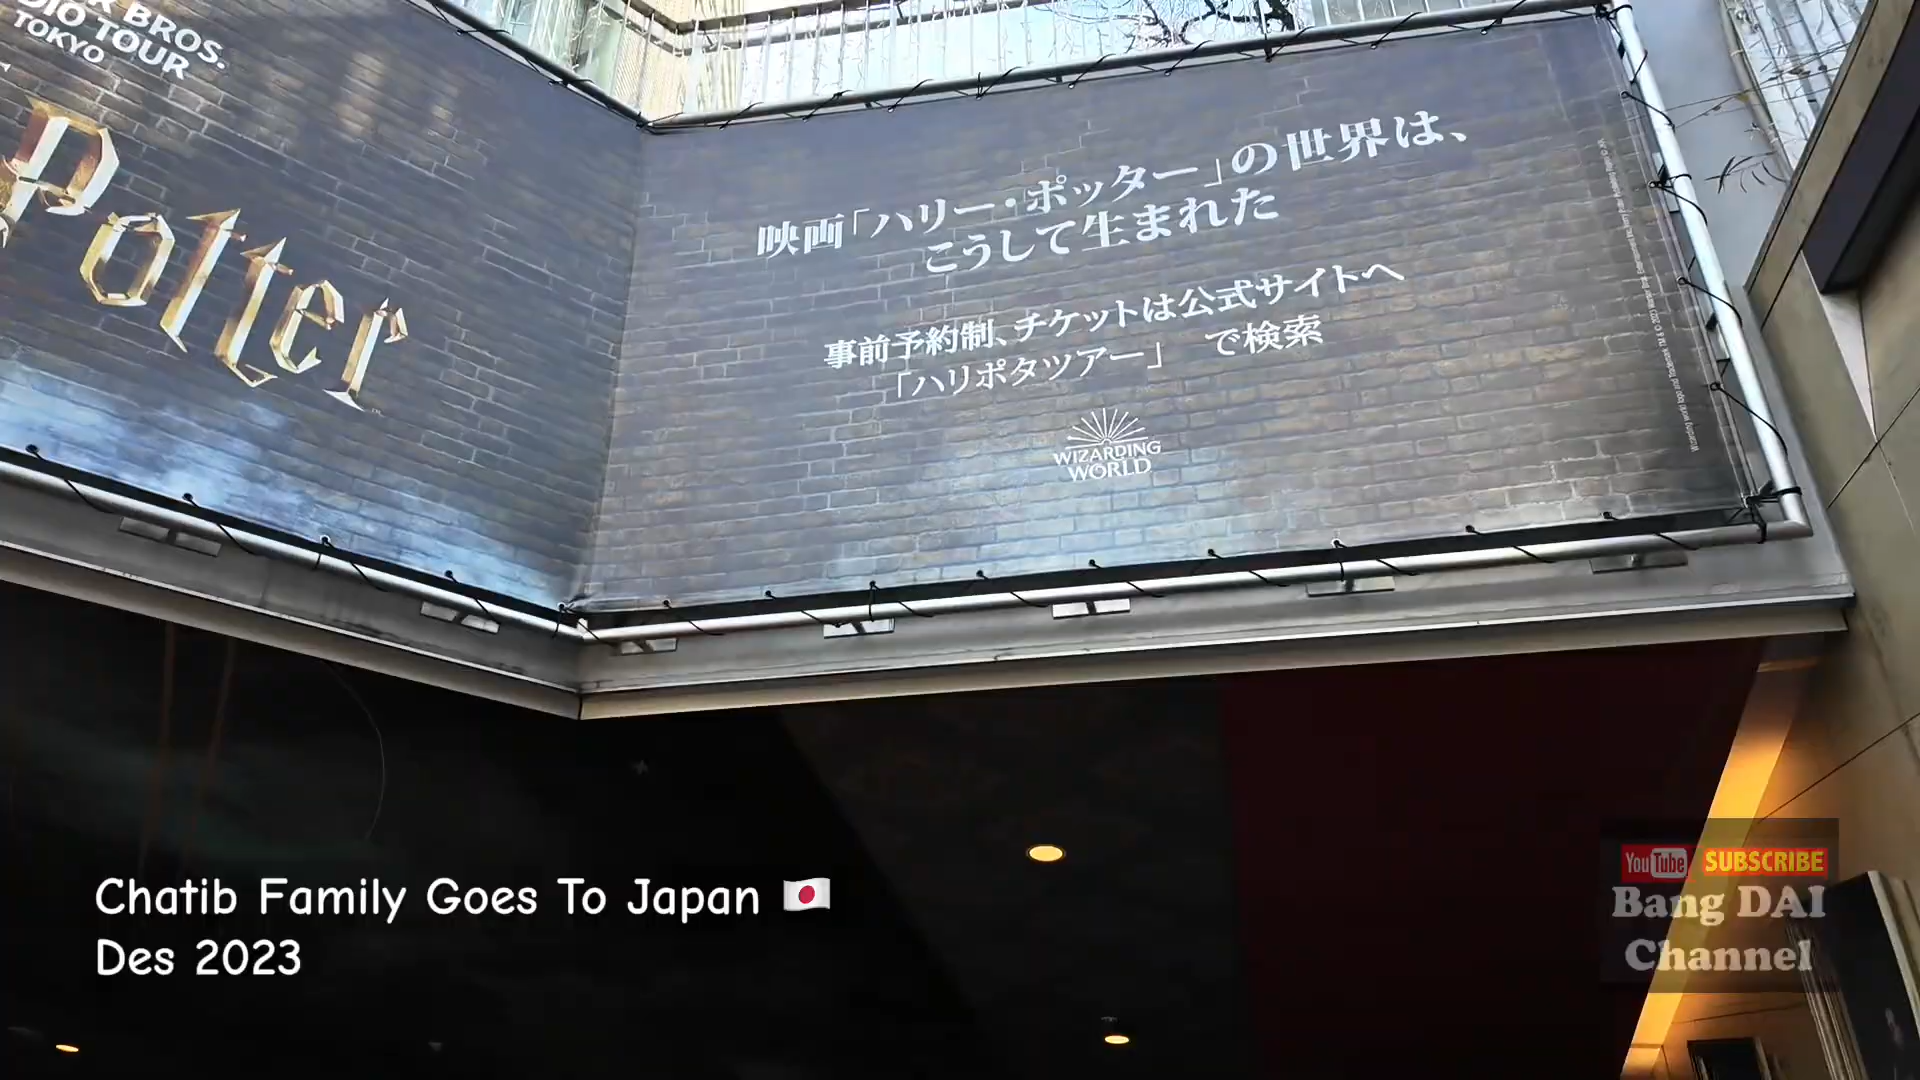 R BROS.
DIO TOUR
TOKYO
Potter
映画「ハリー・ポッター」の世界は、
こうして生まれた
事前予約制、チケットは公式サイトへ
「ハリポタツアー」 で検索
WIZARDING
WORLD
Chatib Family Goes To Japan 🇯🇵
Des 2023
YouTube SUBSCRIBE
Bang DAI
Channel